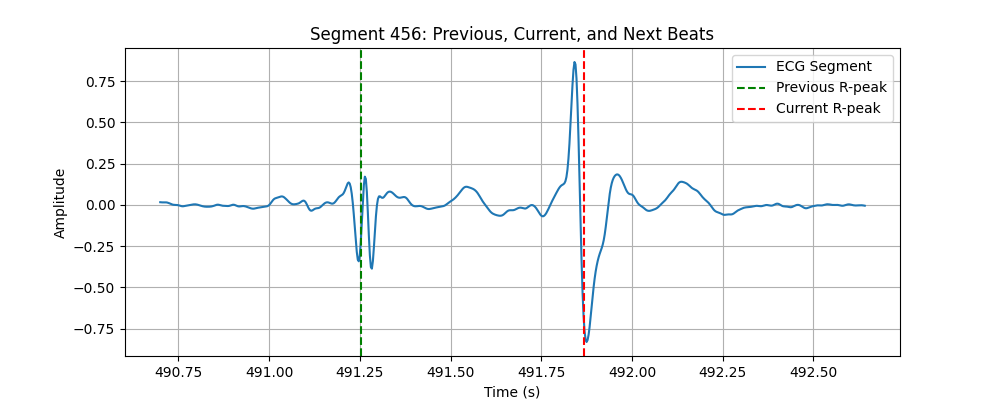 Segment 456: Previous, Current, and Next Beats
ECG Segment
Previous R-peak
Current R-peak
Amplitude
0.75
0.50
0.25
0.00
−0.25
−0.50
−0.75
490.75 491.00 491.25 491.50 491.75 492.00 492.25 492.50
Time (s)